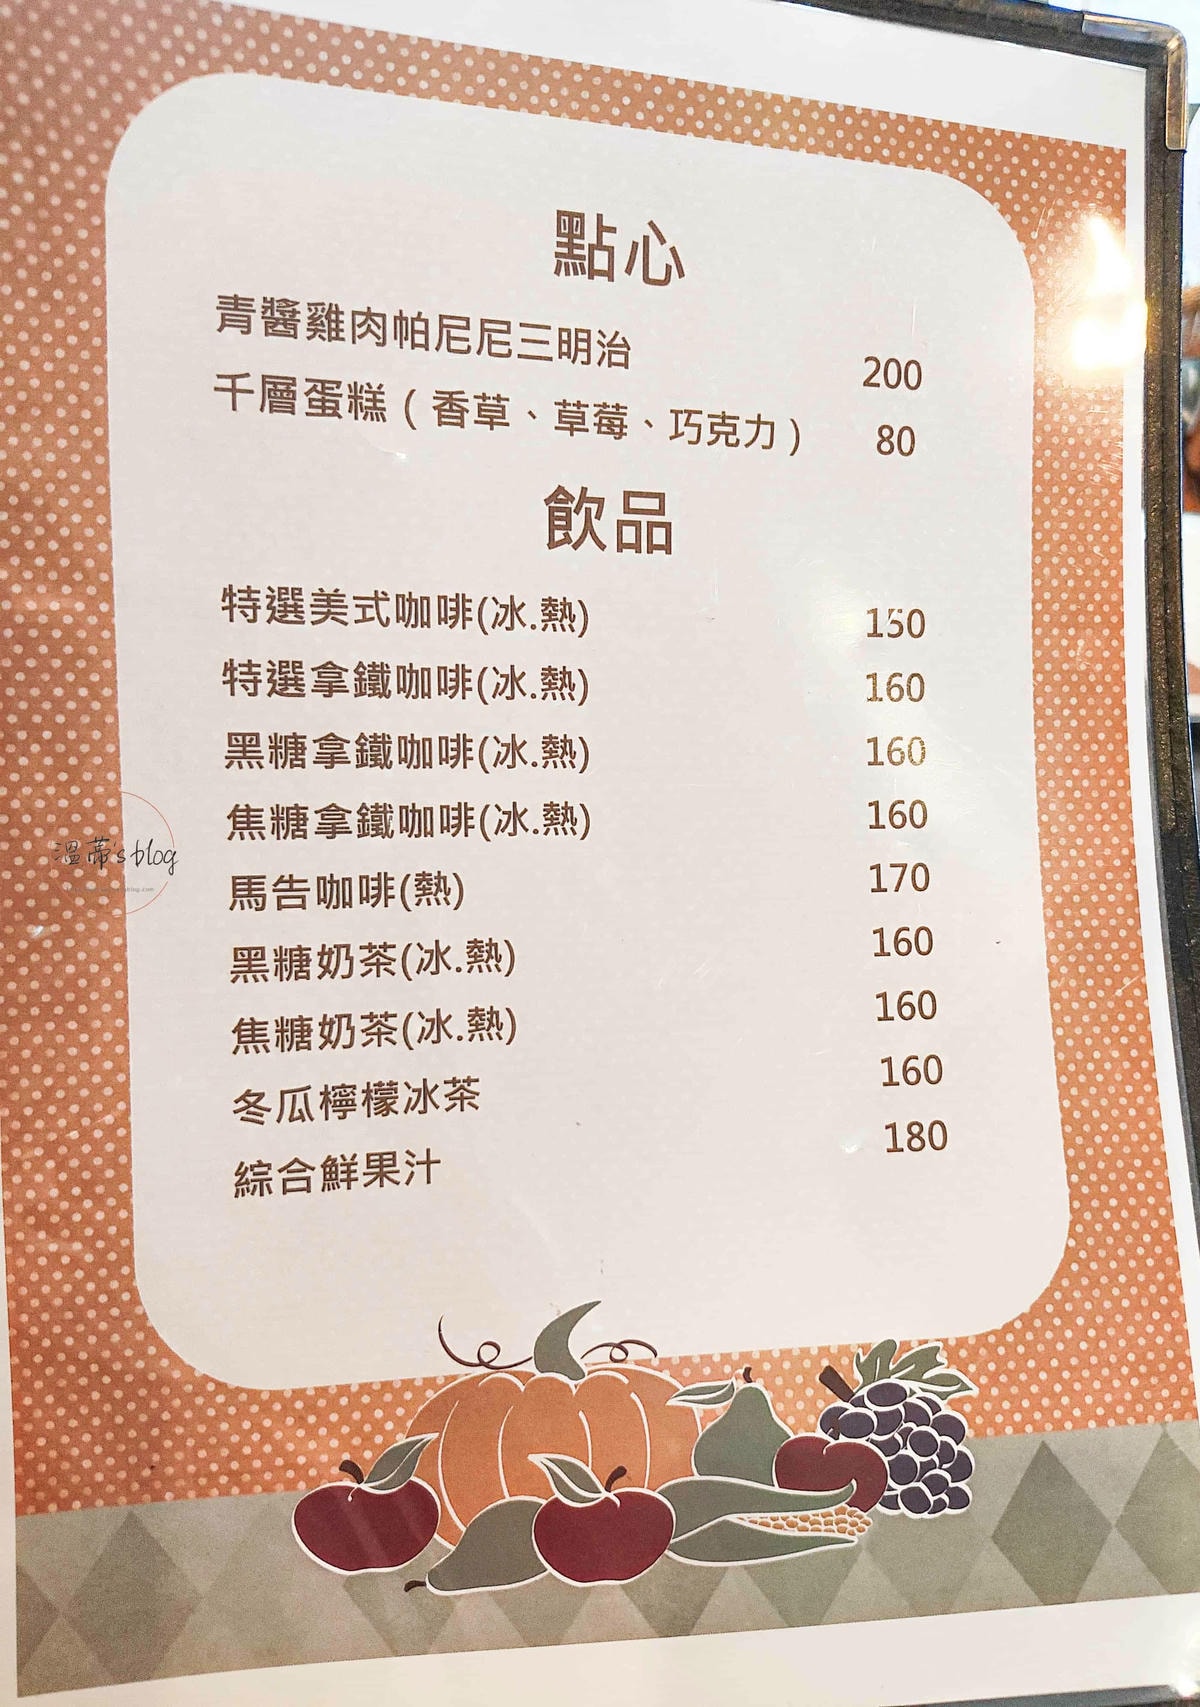 點心
青醬雞肉帕尼尼三明治 200
千層蛋糕(香草、草莓、巧克力) 80
飲品
特選美式咖啡(冰.熱) 150
特選拿鐵咖啡(冰.熱) 160
黑糖拿鐵咖啡(冰.熱) 160
焦糖拿鐵咖啡(冰.熱) 160
溫蒂's blog
馬告咖啡(熱) 170
黑糖奶茶(冰.熱) 160
焦糖奶茶(冰.熱) 160
冬瓜檸檬冰茶 160
綜合鮮果汁 180